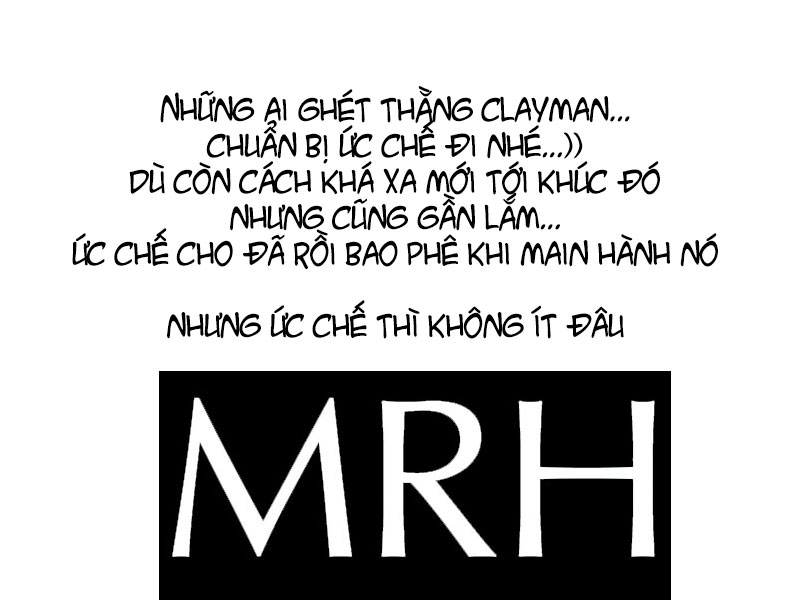 NHỮNG AI GHÉT THẰNG CLAYMAN...
CHUẨN BỊ ỨC CHẾ ĐI NHÉ...))
DÙ CÒN CÁCH KHÁ XA MỚI TỚI KHÚC ĐÓ
NHƯNG CŨNG GẦN LẮM...
ỨC CHẾ CHO ĐÃ RỒI BAO PHÊ KHI MAIN HÀNH NÓ
NHƯNG ỨC CHẾ THÌ KHÔNG ÍT ĐÂU
MRH